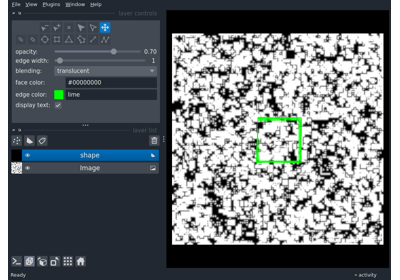 File View Plugins Window Help
layer controls
opacity: 0.70
edge width: 1
blending: translucent
face color: #00000000
edge color: lime
display text:
layer list
shape
Image
Ready
activity